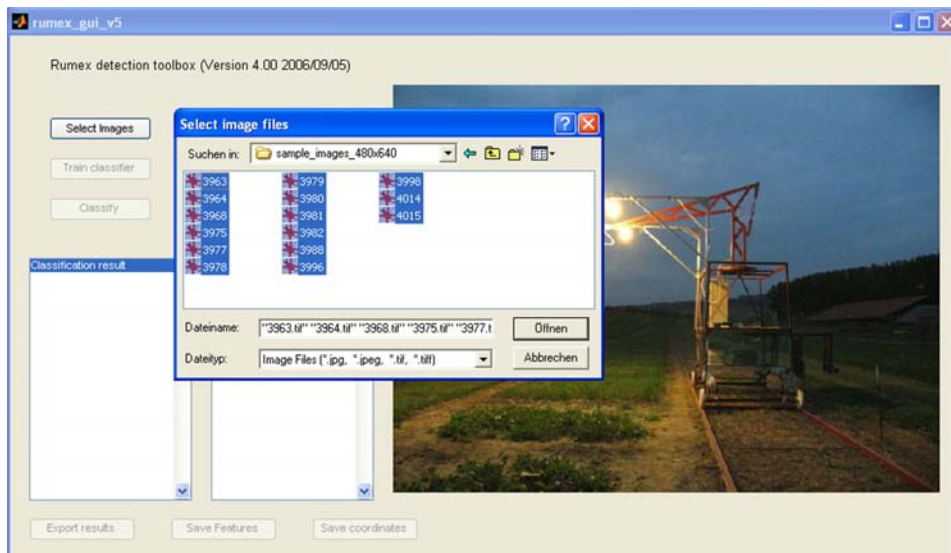 rumex_gui_v5
Rumex detection toolbox (Version 4.00 2006/09/05)
Select Images
Train classifier
Classify
Classification result
Select image files
Suchen in:
sample_images_480x640
3963
3964
3968
3975
3977
3978
3979
3980
3981
3982
3988
3996
3998
4014
4015
Dateiname:
"3963.tif" "3964.tif" "3968.tif" "3975.tif" "3977.t
Öffnen
Dateityp:
Image Files (*.jpg, *.jpeg, *.tif, *.tiff)
Abbrechen
Export results
Save Features
Save coordinates